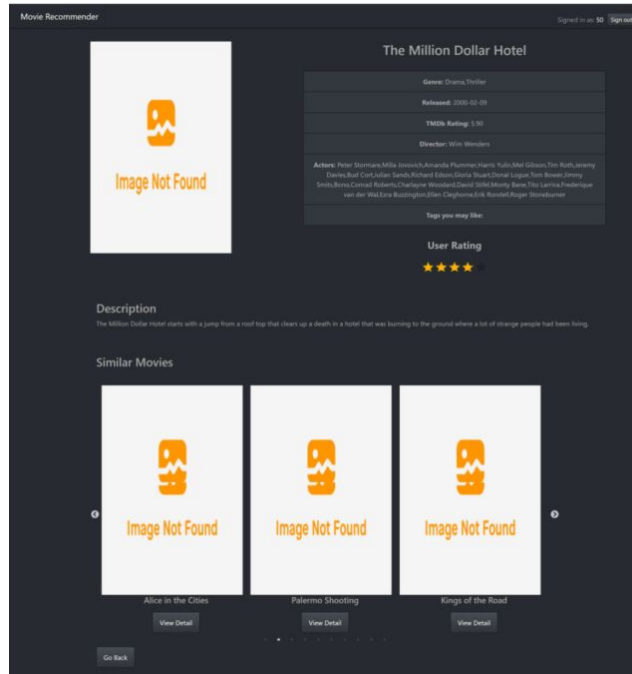 Movie Recommender
Signed in as: 50 Sign out
Image Not Found
The Million Dollar Hotel
Genre: Drama,Thriller
Released: 2000-02-09
TMDb Rating: 5.90
Director: Wim Wenders
Actors: Peter Stormare,Milla Jovovich,Amanda Plummer,Harris Yulin,Mel Gibson,Tim Roth,Jeremy
Davies,Bud Cort,Julian Sands,Richard Edson,Gloria Stuart,Donal Logue,Tom Bower,Jimmy
Smits,Bono,Conrad Roberts,Charlayne Woodard,David Stifel,Monty Bane,Tito Larriva,Frederique
van der Wal,Ezra Buzzington,Ellen Cleghorne,Erik Rondell,Roger Stoneburner
Tags you may like:
User Rating
Description
The Million Dollar Hotel starts with a jump from a roof top that clears up a death in a hotel that was burning to the ground where a lot of strange people had been living.
Similar Movies
Image Not Found
Image Not Found
Image Not Found
Alice in the Cities
Palermo Shooting
Kings of the Road
View Detail
View Detail
View Detail
Go Back